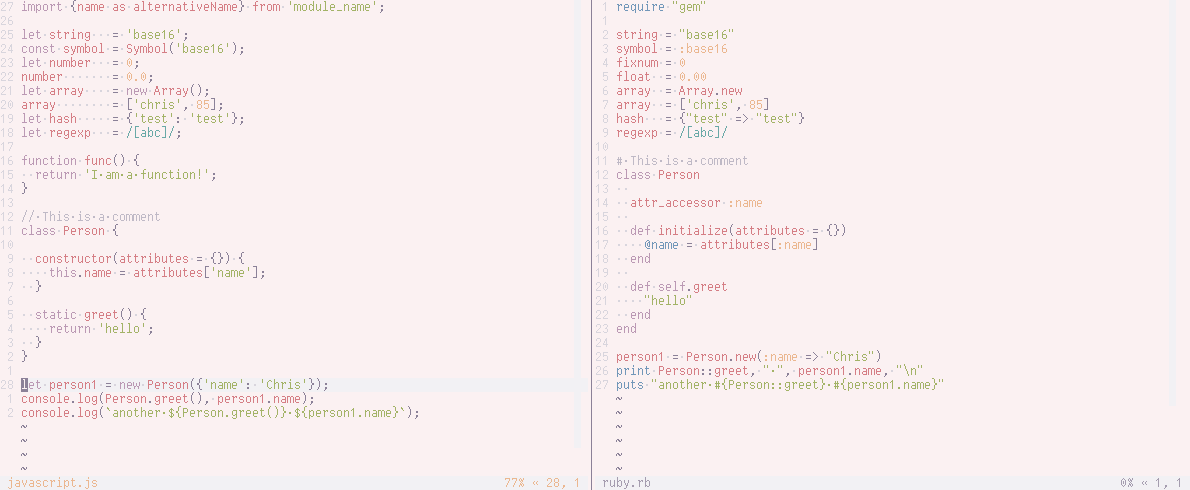 27 import {name as alternativeName} from 'module_name';
26
25 let string   = 'base16';
24 const symbol = Symbol('base16');
23 let number   = 0;
22 number       = 0.0;
21 let array    = new Array();
20 array        = ['chris', 85];
19 let hash     = {'test': 'test'};
18 let regexp   = /[abc]/;
17
16 function func() {
15   return 'I·am·a·function!';
14 }
13
12 //·This·is·a·comment
11 class Person {
10
9   constructor(attributes = {}) {
8     this.name = attributes['name'];
7   }
6
5   static greet() {
4     return 'hello';
3   }
2 }
1
28 let person1 = new Person({'name': 'Chris'});
1 console.log(Person.greet(), person1.name);
2 console.log(`another·${Person.greet()}·${person1.name}`);
~
~
~
~
javascript.js 77% « 28, 1
1 require "gem"
1
2 string = "base16"
3 symbol = :base16
4 fixnum = 0
5 float  = 0.00
6 array  = Array.new
7 array  = ['chris', 85]
8 hash   = {"test" => "test"}
9 regexp = /[abc]/
10
11 #·This·is·a·comment
12 class Person
13 ··
14   attr_accessor :name
15 ··
16   def initialize(attributes = {})
17     @name = attributes[:name]
18   end
19 ··
20   def self.greet
21     "hello"
22   end
23 end
24
25 person1 = Person.new(:name => "Chris")
26 print Person::greet, "·", person1.name, "\n"
27 puts "another·#{Person::greet}·#{person1.name}"
~
~
~
~
~
~
ruby.rb 0% « 1, 1